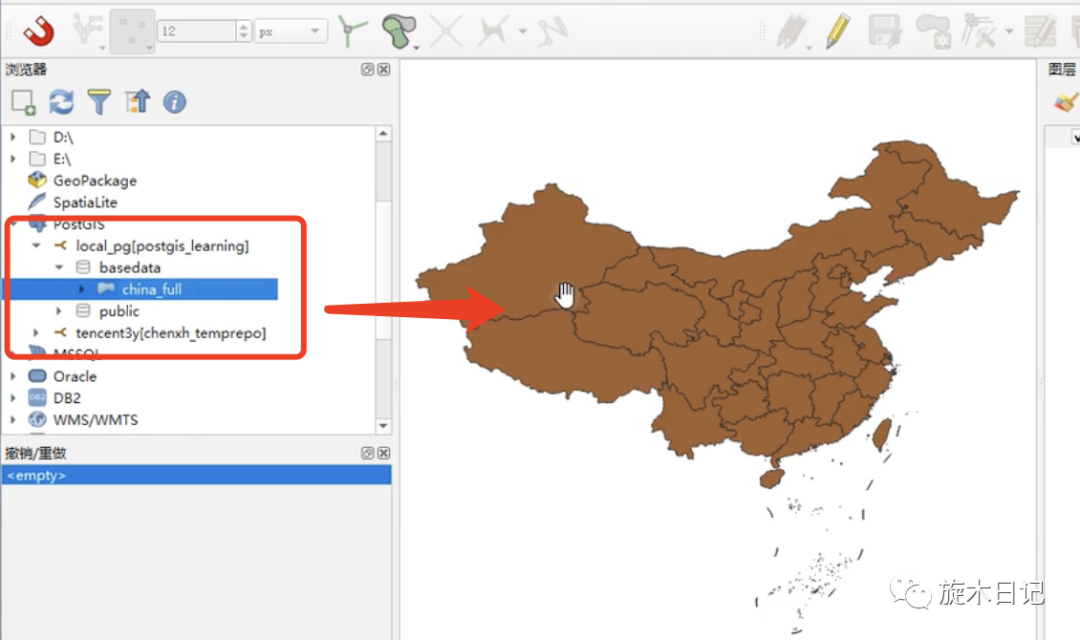 12
px
浏览器
图层
D:\
E:\
GeoPackage
SpatiaLite
PostGIS
local_pg[postgis_learning]
basedata
china_full
public
tencent3y[chenxh_temprepo]
MSSQL
Oracle
DB2
WMS/WMTS
撤销/重做
<empty>
旋木日记